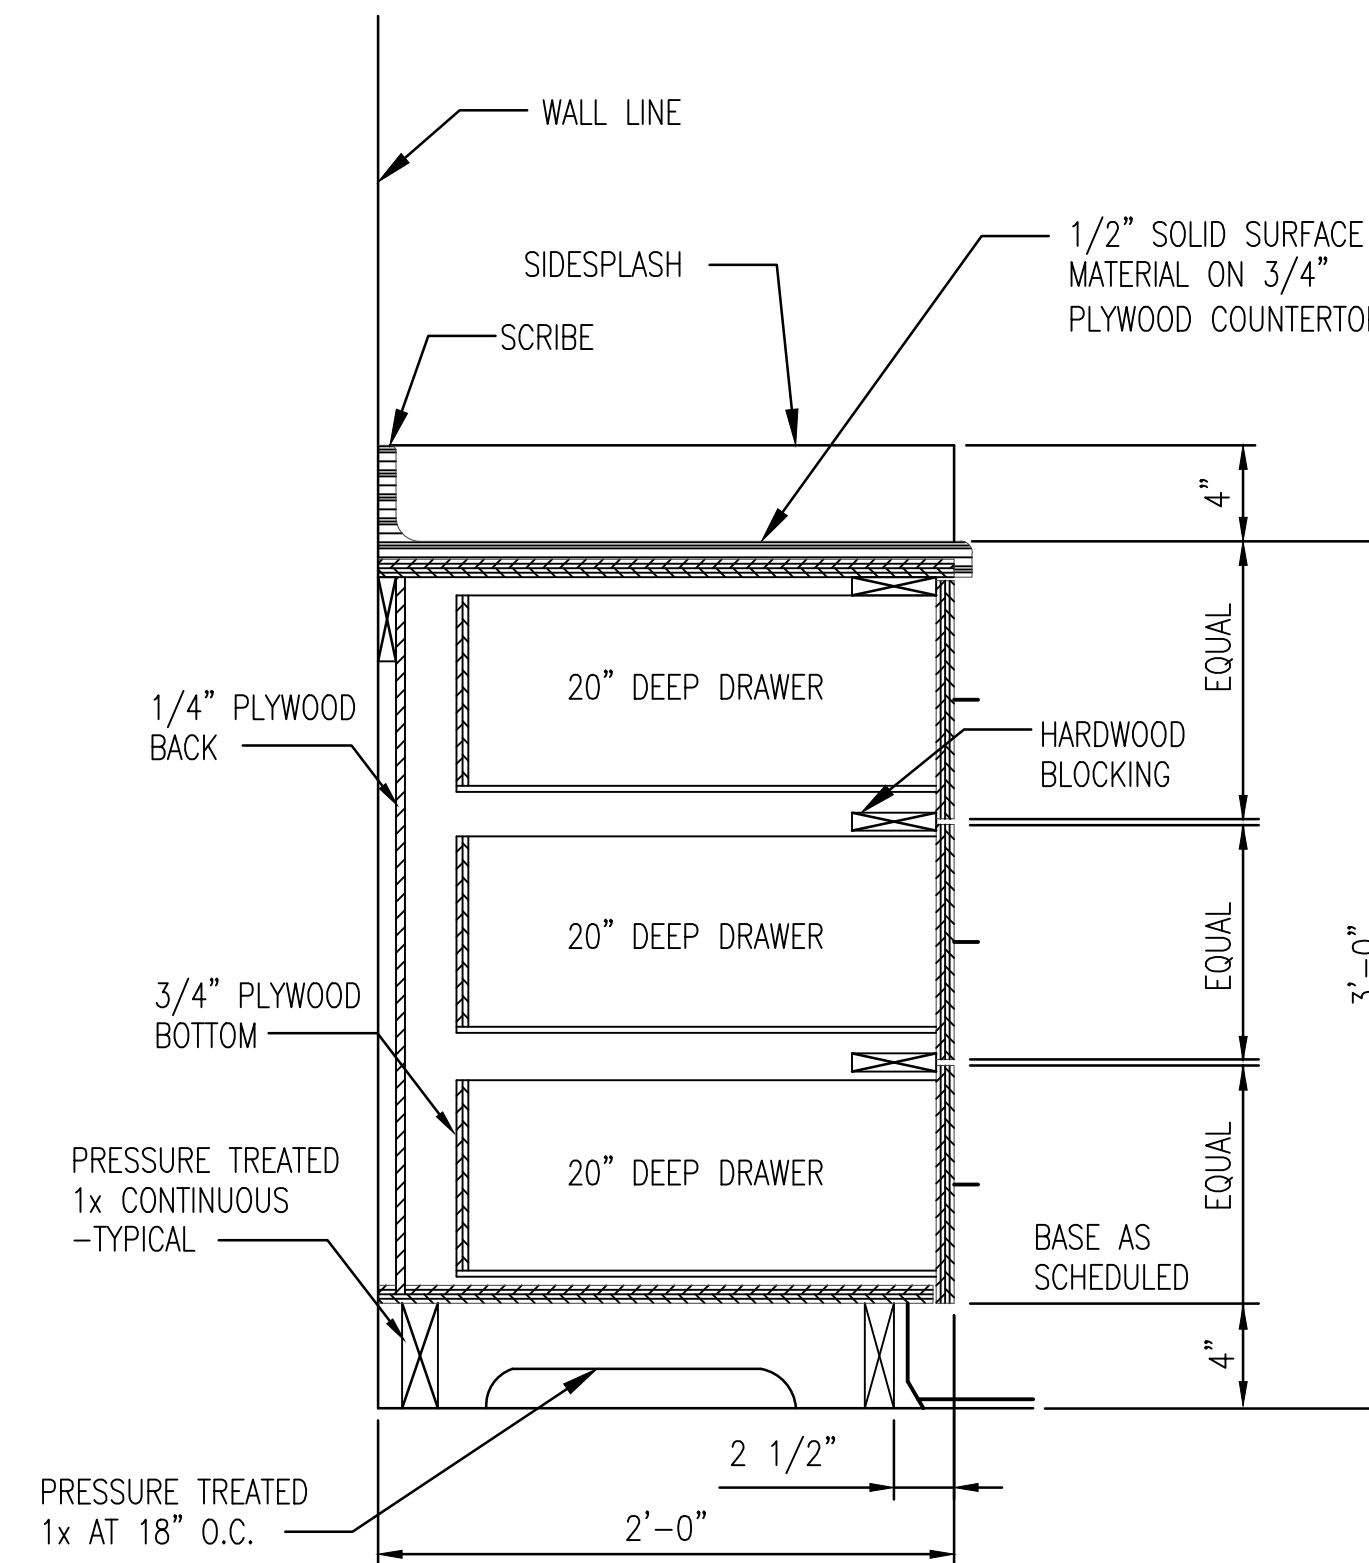 WALL LINE
1/2" SOLID SURFACE
MATERIAL ON 3/4"
PLYWOOD COUNTERTO
SIDESPLASH
SCRIBE
4"
EQUAL
20" DEEP DRAWER
1/4" PLYWOOD
BACK
HARDWOOD
BLOCKING
20" DEEP DRAWER
EQUAL
3'-0"
3/4" PLYWOOD
BOTTOM
PRESSURE TREATED
1x CONTINUOUS
-TYPICAL
20" DEEP DRAWER
EQUAL
BASE AS
SCHEDULED
4"
2 1/2"
PRESSURE TREATED
1x AT 18" O.C.
2'-0"